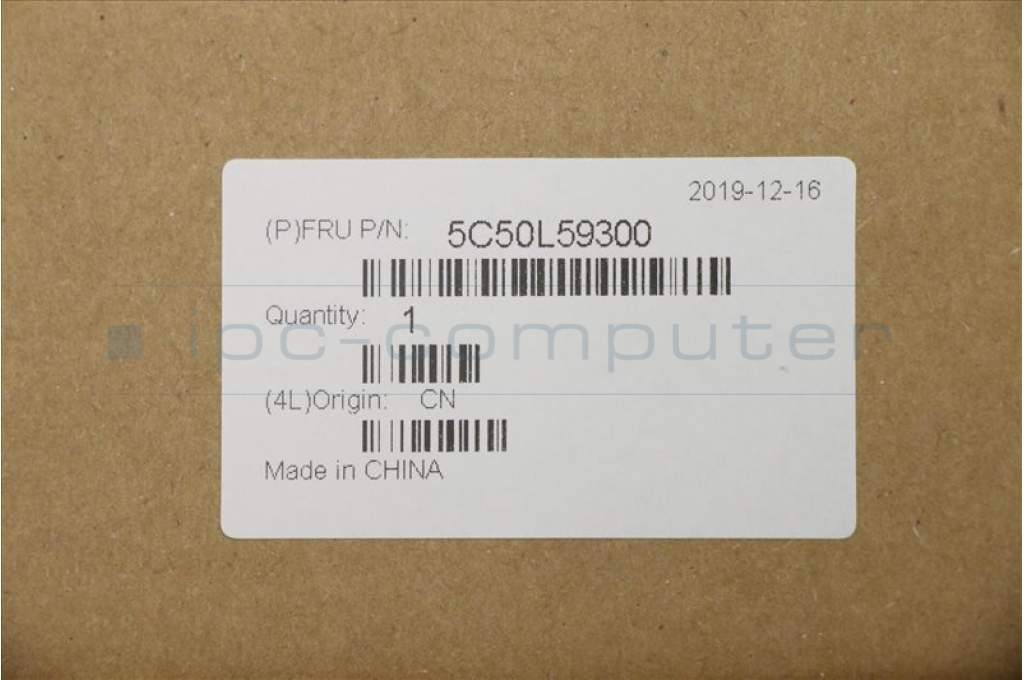 2019-12-16
(P)FRU P/N: 5C50L59300
Quantity: 1
ipc-computer
(4L)Origin: CN
Made in CHINA